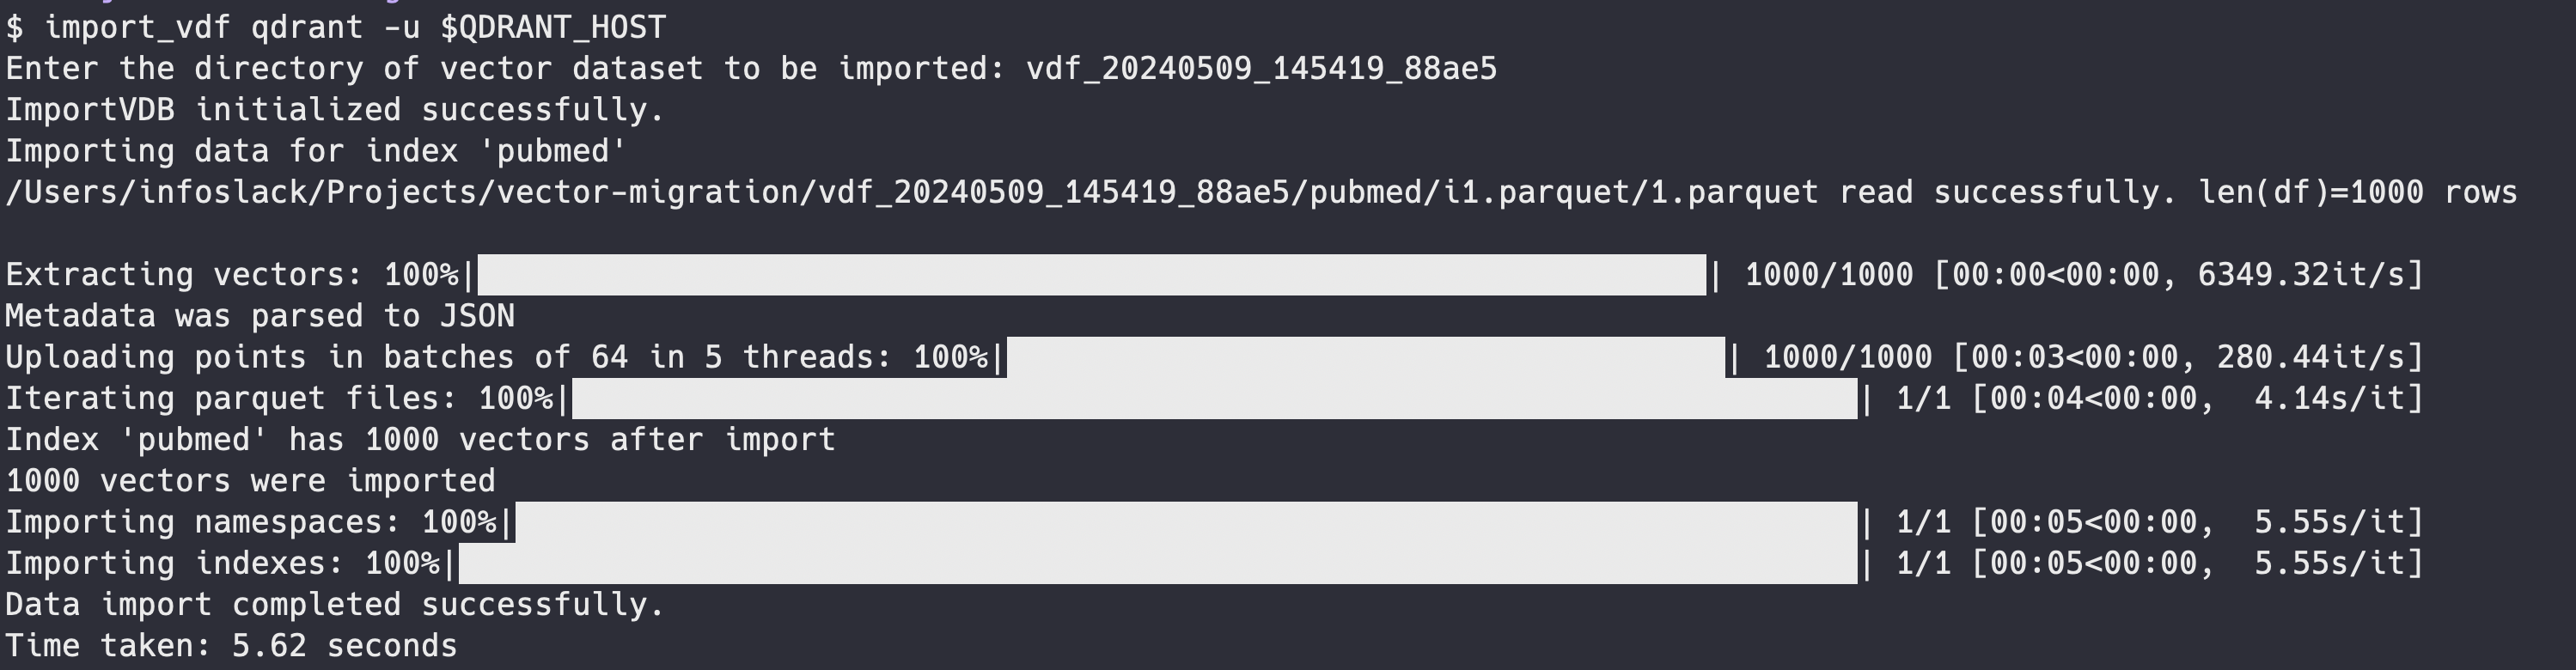 $ import_vdf qdrant -u $QDRANT_HOST
Enter the directory of vector dataset to be imported: vdf_20240509_145419_88ae5
ImportVDB initialized successfully.
Importing data for index 'pubmed'
/Users/infoslack/Projects/vector-migration/vdf_20240509_145419_88ae5/pubmed/i1.parquet/1.parquet read successfully. len(df)=1000 rows
Extracting vectors: 100%| | 1000/1000 [00:00<00:00, 6349.32it/s]
Metadata was parsed to JSON
Uploading points in batches of 64 in 5 threads: 100%| | 1000/1000 [00:03<00:00, 280.44it/s]
Iterating parquet files: 100%| | 1/1 [00:04<00:00,  4.14s/it]
Index 'pubmed' has 1000 vectors after import
1000 vectors were imported
Importing namespaces: 100%| | 1/1 [00:05<00:00,  5.55s/it]
Importing indexes: 100%| | 1/1 [00:05<00:00,  5.55s/it]
Data import completed successfully.
Time taken: 5.62 seconds